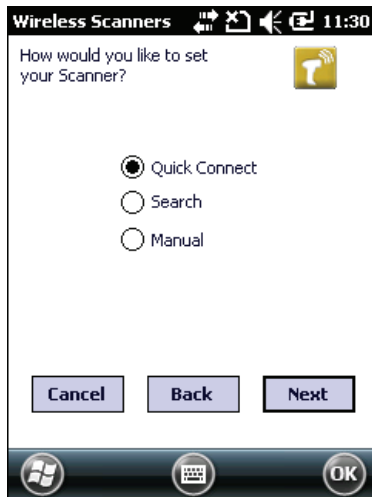 Wireless Scanners 11:30
How would you like to set
your Scanner?
Quick Connect
Search
Manual
Cancel Back Next
OK